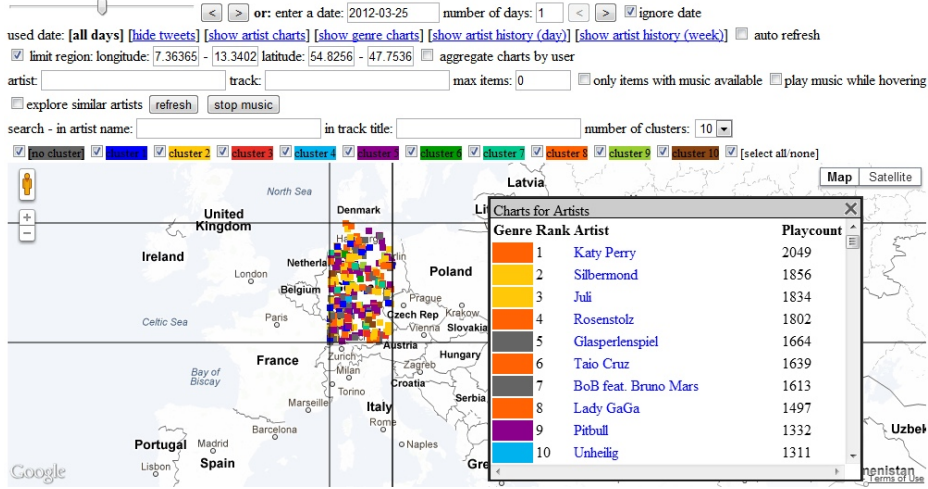 < > or: enter a date: 2012-03-25 number of days: 1 < > ignore date
used date: [all days] [hide tweets] [show artist charts] [show genre charts] [show artist history (day)] [show artist history (week)] auto refresh
limit region: longitude: 7.36365 - 13.3402 latitude: 54.8256 - 47.7536 aggregate charts by user
artist: track: max items: 0 only items with music available play music while hovering
explore similar artists refresh stop music
search - in artist name: in track title: number of clusters: 10
[no cluster] cluster 1 cluster 2 cluster 3 cluster 4 cluster 5 cluster 6 cluster 7 cluster 8 cluster 9 cluster 10 [select all/none]
Map Satellite
Latvia
North Sea
Denmark
United
Kingdom
Ireland
London
Belgium
Poland
Prague
Celtic Sea
Paris
Czech Rep
Krakow
Vienna
Slovakia
Austria
France
Zurich
Hungary
Bay of
Biscay
Milan
Zagreb
Torino
Croatia
Marseille
Italy
Serbia
Barcelona
Rome
Portugal
Madrid
Naples
Lisbon
Spain
Gre
Uzbek
menistan
Google
Terms of Use
+
-
Charts for Artists
Genre Rank Artist Playcount
1 Katy Perry 2049
2 Silbermond 1856
3 Juli 1834
4 Rosenstolz 1802
5 Glasperlenspiel 1664
6 Taio Cruz 1639
7 BoB feat. Bruno Mars 1613
8 Lady GaGa 1497
9 Pitbull 1332
10 Unheilig 1311